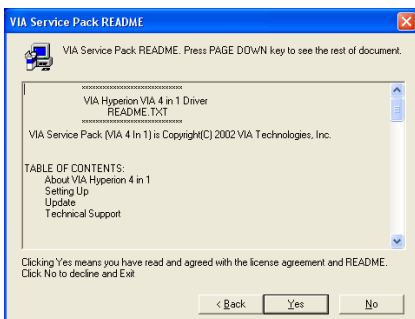 VIA Service Pack README
VIA Service Pack README. Press PAGE DOWN key to see the rest of document.
VIA Hyperion VIA 4 in 1 Driver
README.TXT
VIA Service Pack (VIA 4 In 1) is Copyright(C) 2002 VIA Technologies, Inc.
TABLE OF CONTENTS:
About VIA Hyperion 4 in 1
Setting Up
Update
Technical Support
Clicking Yes means you have read and agreed with the license agreement and README.
Click No to decline and Exit
< Back
Yes
No